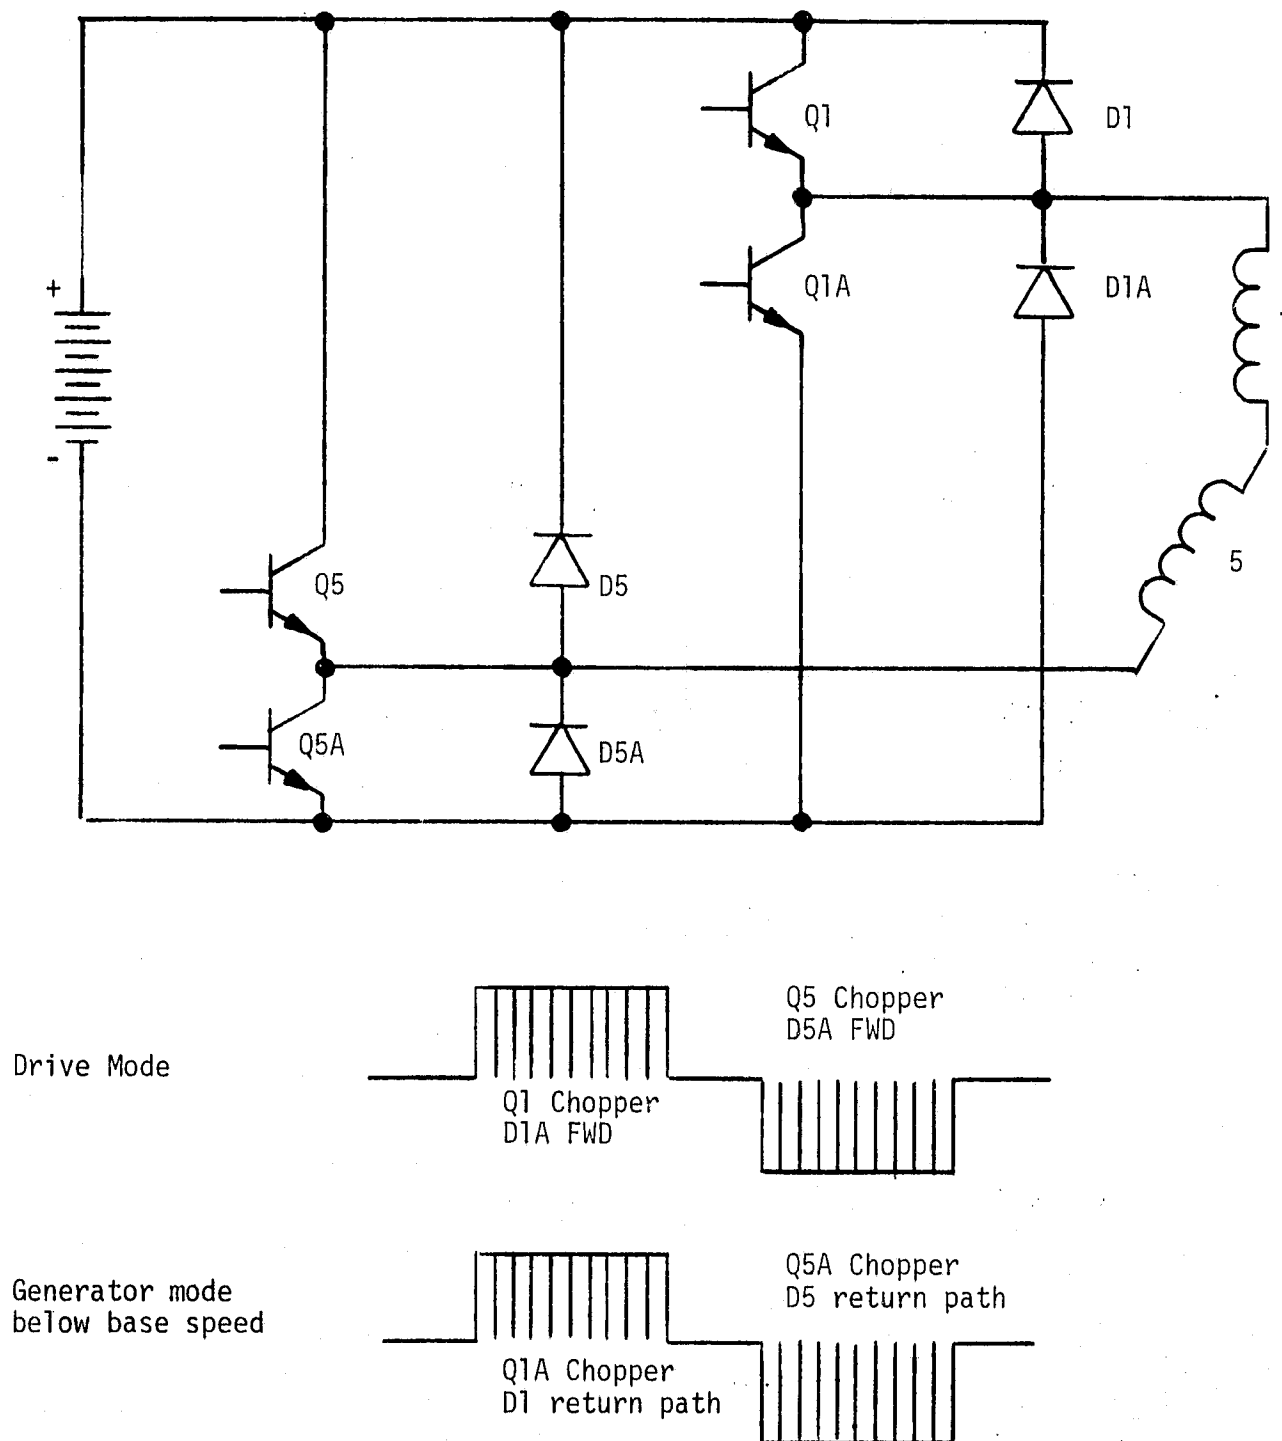 Q1
D1
+
Q1A
D1A
-
5
Q5
D5
Q5A
D5A
Q5 Chopper
D5A FWD
Drive Mode
Q1 Chopper
D1A FWD
Q5A Chopper
D5 return path
Generator mode
below base speed
Q1A Chopper
D1 return path